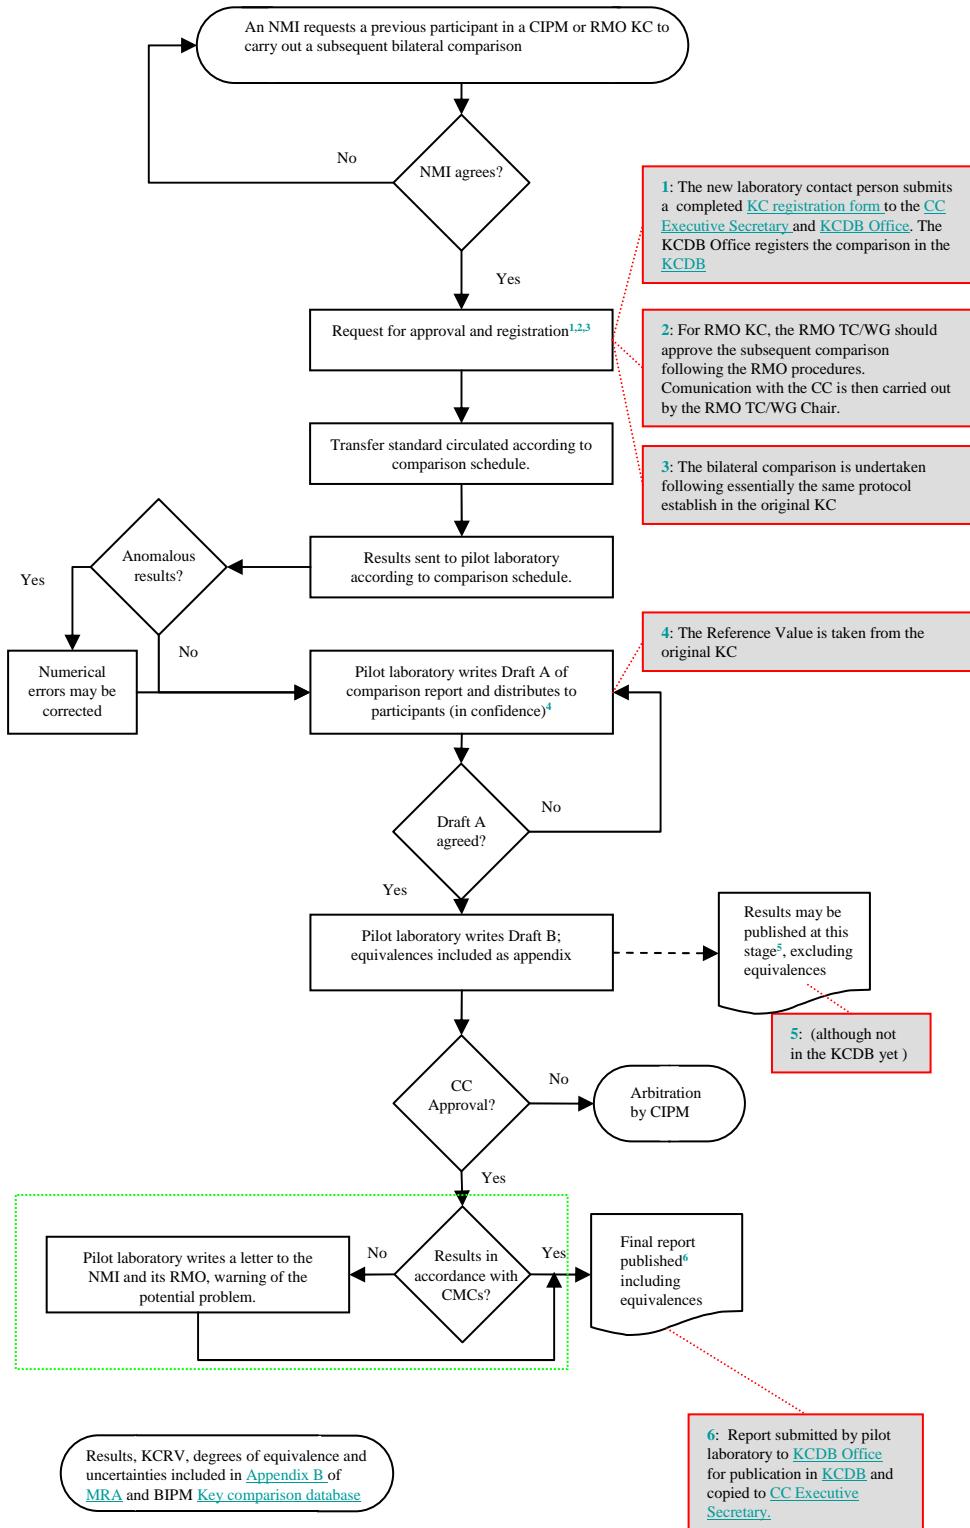 An NMI requests a previous participant in a CIPM or RMO KC to
carry out a subsequent bilateral comparison
No
NMI agrees?
Yes
1: The new laboratory contact person submits
a completed KC registration form to the CC
Executive Secretary and KCDB Office. The
KCDB Office registers the comparison in the
KCDB
Request for approval and registration1,2,3
2: For RMO KC, the RMO TC/WG should
approve the subsequent comparison
following the RMO procedures.
Comunication with the CC is then carried out
by the RMO TC/WG Chair.
Transfer standard circulated according to
comparison schedule.
3: The bilateral comparison is undertaken
following essentially the same protocol
establish in the original KC
Anomalous
results?
Results sent to pilot laboratory
according to comparison schedule.
Yes
No
Numerical
errors may be
corrected
Pilot laboratory writes Draft A of
comparison report and distributes to
participants (in confidence)4
4: The Reference Value is taken from the
original KC
Draft A
agreed?
No
Yes
Pilot laboratory writes Draft B;
equivalences included as appendix
Results may be
published at this
stage5, excluding
equivalences
5: (although not
in the KCDB yet )
CC
Approval?
No
Arbitration
by CIPM
Yes
Pilot laboratory writes a letter to the
NMI and its RMO, warning of the
potential problem.
No
Results in
accordance with
CMCs?
Yes
Final report
published6
including
equivalences
Results, KCRV, degrees of equivalence and
uncertainties included in Appendix B of
MRA and BIPM Key comparison database
6: Report submitted by pilot
laboratory to KCDB Office
for publication in KCDB and
copied to CC Executive
Secretary.